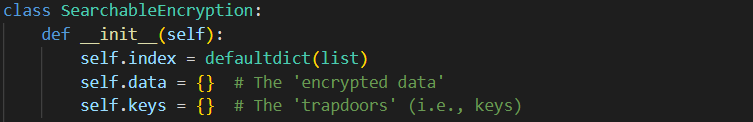 class SearchableEncryption:
    def __init__(self):
        self.index = defaultdict(list)
        self.data = {}  # The 'encrypted data'
        self.keys = {}  # The 'trapdoors' (i.e., keys)